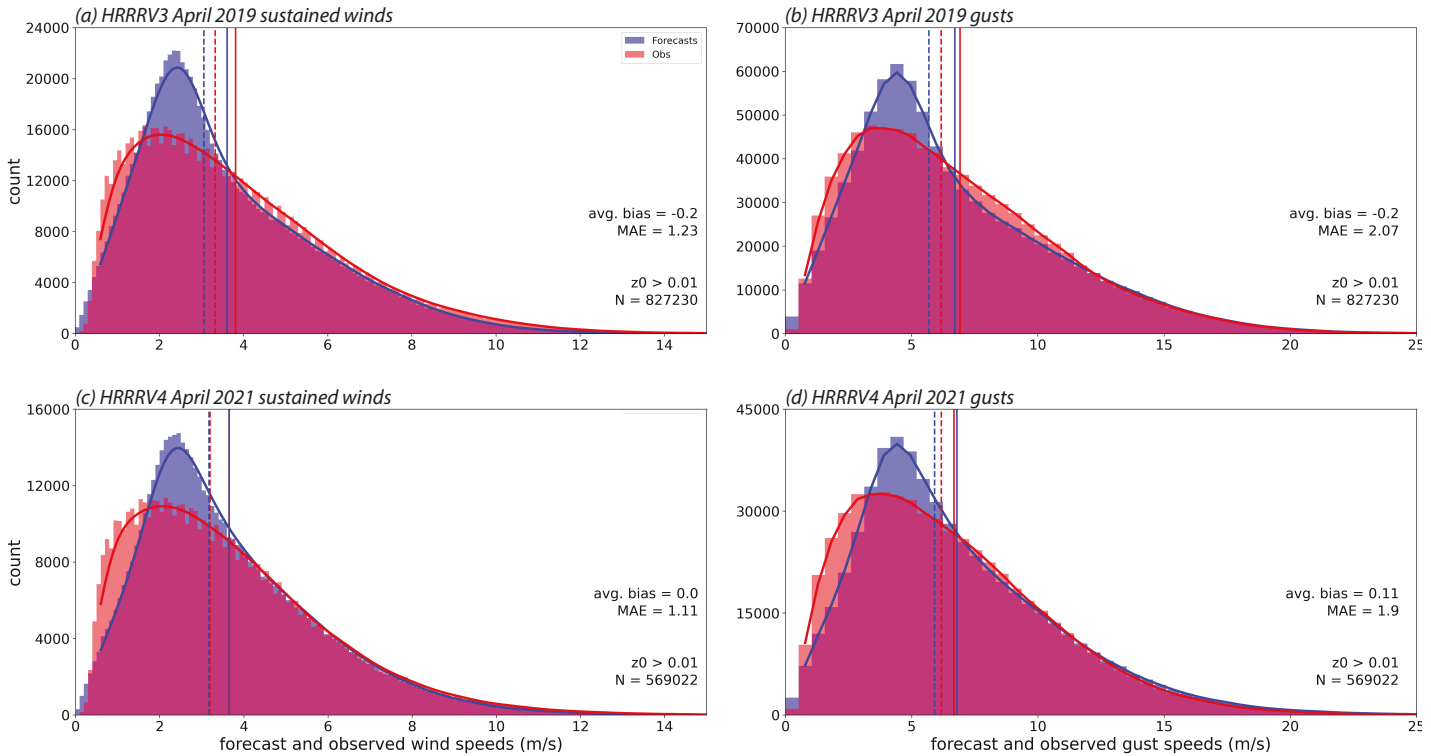 (a) HRRRV3 April 2019 sustained winds
24000
20000
16000
12000
8000
4000
0
count
Forecasts
Obs
avg. bias = -0.2
MAE = 1.23
z0 > 0.01
N = 827230
0 2 4 6 8 10 12 14
(b) HRRRV3 April 2019 gusts
70000
60000
50000
40000
30000
20000
10000
0
avg. bias = -0.2
MAE = 2.07
z0 > 0.01
N = 827230
0 5 10 15 20 25
(c) HRRRV4 April 2021 sustained winds
16000
12000
8000
4000
0
count
avg. bias = 0.0
MAE = 1.11
z0 > 0.01
N = 569022
0 2 4 6 8 10 12 14
forecast and observed wind speeds (m/s)
(d) HRRRV4 April 2021 gusts
45000
30000
15000
0
avg. bias = 0.11
MAE = 1.9
z0 > 0.01
N = 569022
0 5 10 15 20 25
forecast and observed gust speeds (m/s)